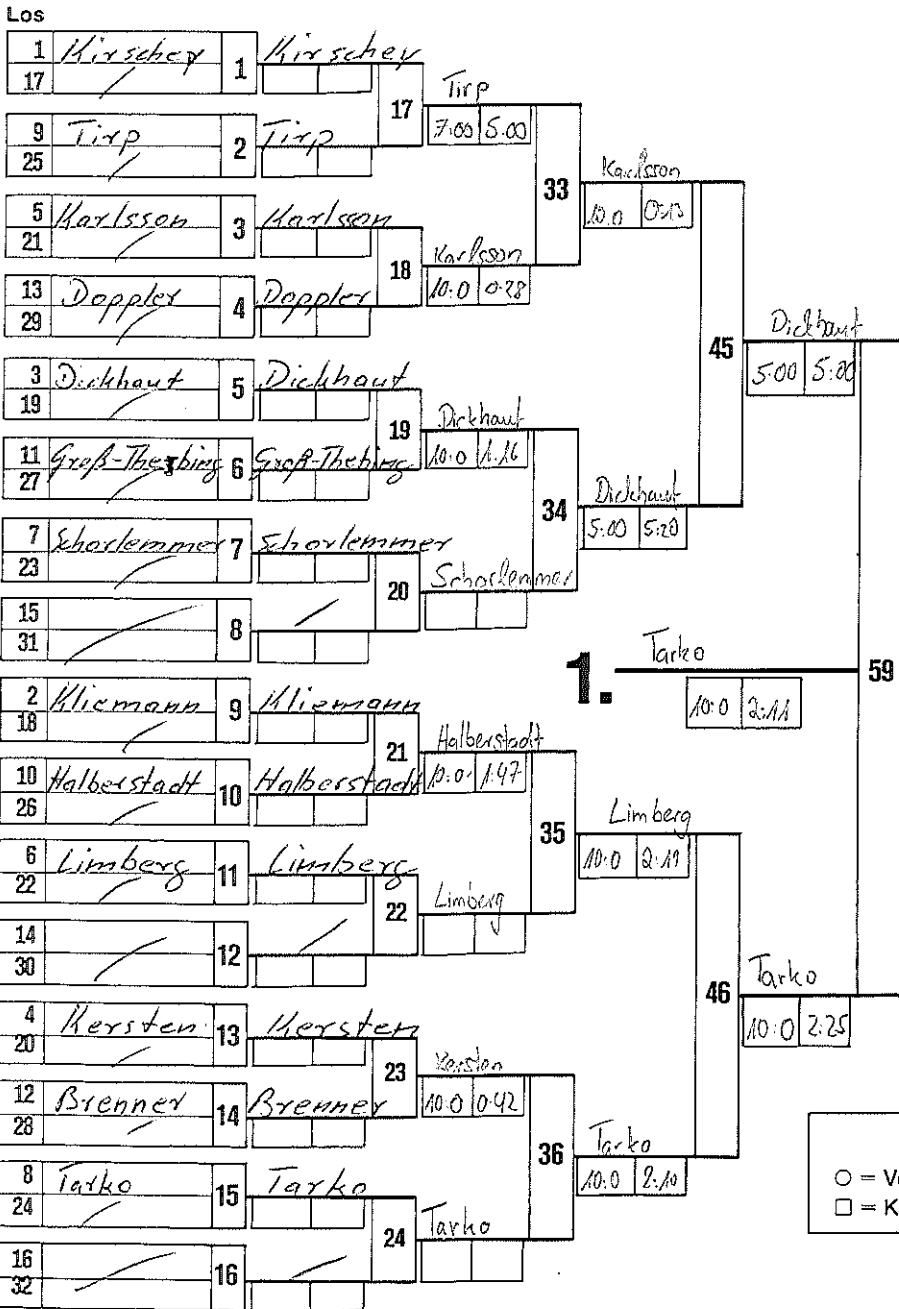 Los
1 Kirschey 1 Kirschey
17
17 Tirp
7:00 5:00
9 Tirp 2 Tirp
25
33 Karlsson
10:0
5 Karlsson 3 Karlsson
21
18 Karlsson
10:0 0:28
13 Doppler 4 Doppler
29
45 Dickhaut
5:00 5:00
3 Dickhaut 5 Dickhaut
19
19 Dickhaut
10:0 1:16
11 Groß-Thebing 6 Groß-Thebing
27
34 Dickhaut
5:00 5:20
7 Schorlemmer 7 Schorlemmer
23
20 Schorlemmer
15 8
31
1. Tarko 59
10:0 2:11
2 Kliemann 9 Kliemann
18
21 Halberstadt
10:0 1:47
10 Halberstadt 10 Halberstadt
26
35 Limberg
10:0 2:19
6 Limberg 11 Limberg
22
22 Limberg
14 12
30
46 Tarko
10:0 2:25
4 Kersten 13 Kersten
20
23 Kersten
10:0 0:42
12 Brenner 14 Brenner
28
36 Tarko
10:0 2:10
8 Tarko 15 Tarko
24
24 Tarko
16 16
32
○ = V
□ = K